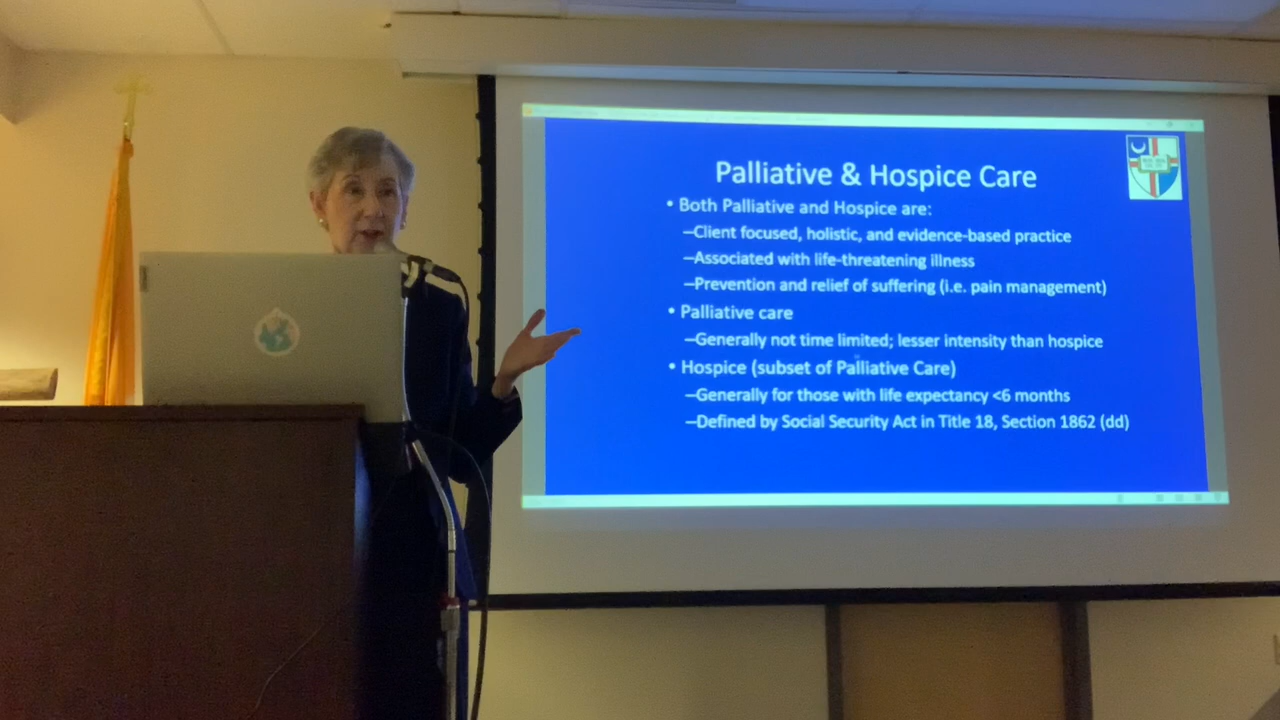 Palliative & Hospice Care
• Both Palliative and Hospice are:
–Client focused, holistic, and evidence-based practice
–Associated with life-threatening illness
–Prevention and relief of suffering (i.e. pain management)
• Palliative care
–Generally not time limited; lesser intensity than hospice
• Hospice (subset of Palliative Care)
–Generally for those with life expectancy <6 months
–Defined by Social Security Act in Title 18, Section 1862 (dd)